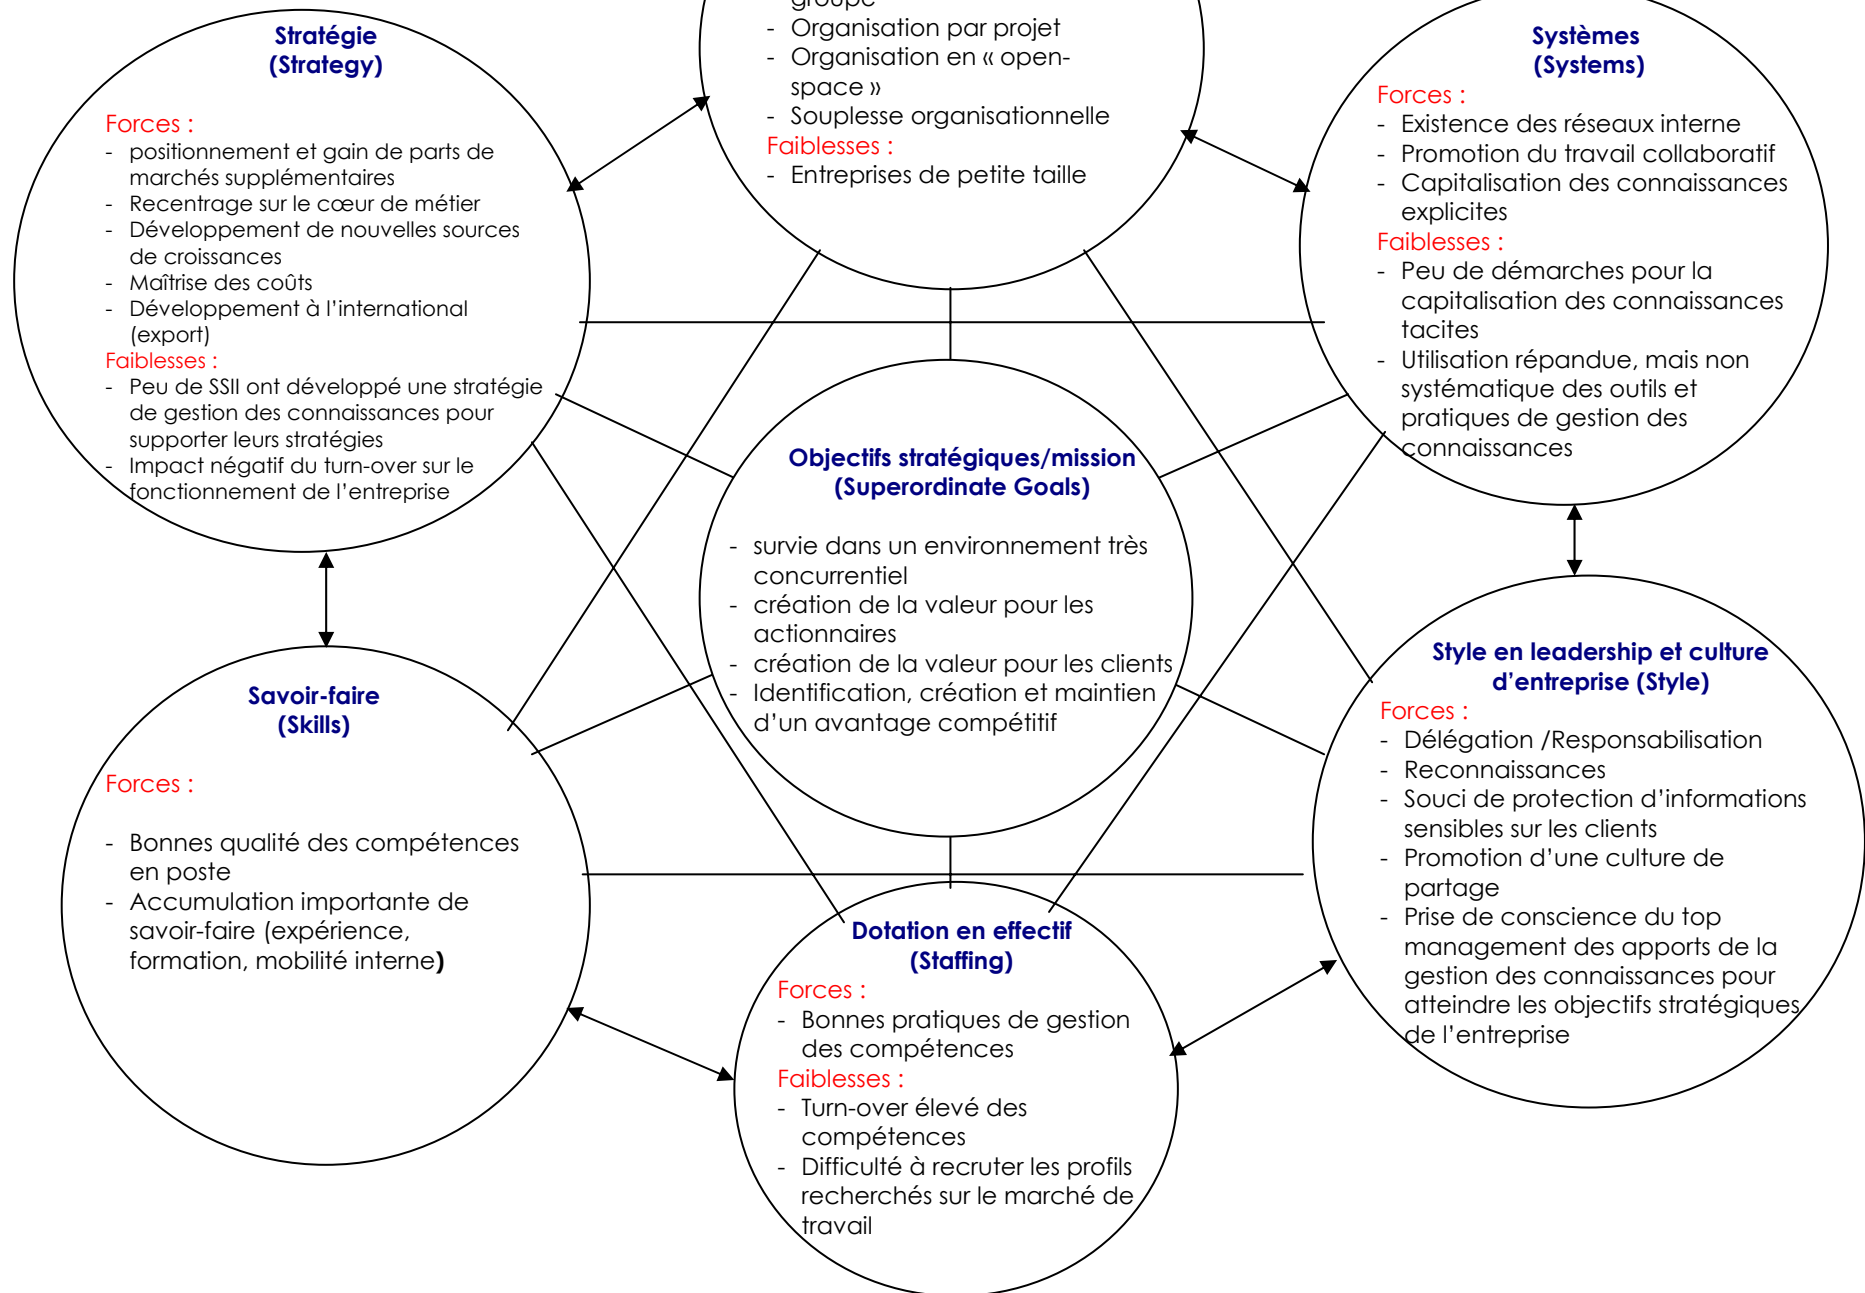 groupe
- Organisation par projet
- Organisation en « open-
space »
- Souplesse organisationnelle
Faiblesses :
- Entreprises de petite taille
Stratégie
(Strategy)
Forces :
- positionnement et gain de parts de
marchés supplémentaires
- Recentrage sur le cœur de métier
- Développement de nouvelles sources
de croissances
- Maîtrise des coûts
- Développement à l'international
(export)
Faiblesses :
- Peu de SSII ont développé une stratégie
de gestion des connaissances pour
supporter leurs stratégies
- Impact négatif du turn-over sur le
fonctionnement de l'entreprise
Systèmes
(Systems)
Forces :
- Existence des réseaux interne
- Promotion du travail collaboratif
- Capitalisation des connaissances
explicites
Faiblesses :
- Peu de démarches pour la
capitalisation des connaissances
tacites
- Utilisation répandue, mais non
systématique des outils et
pratiques de gestion des
connaissances
Objectifs stratégiques/mission
(Superordinate Goals)
- survie dans un environnement très
concurrentiel
- création de la valeur pour les
actionnaires
- création de la valeur pour les clients
- Identification, création et maintien
d'un avantage compétitif
Savoir-faire
(Skills)
Forces :
- Bonnes qualité des compétences
en poste
- Accumulation importante de
savoir-faire (expérience,
formation, mobilité interne)
Style en leadership et culture
d'entreprise (Style)
Forces :
- Délégation /Responsabilisation
- Reconnaissances
- Souci de protection d'informations
sensibles sur les clients
- Promotion d'une culture de
partage
- Prise de conscience du top
management des apports de la
gestion des connaissances pour
atteindre les objectifs stratégiques
de l'entreprise
Dotation en effectif
(Staffing)
Forces :
- Bonnes pratiques de gestion
des compétences
Faiblesses :
- Turn-over élevé des
compétences
- Difficulté à recruter les profils
recherchés sur le marché de
travail